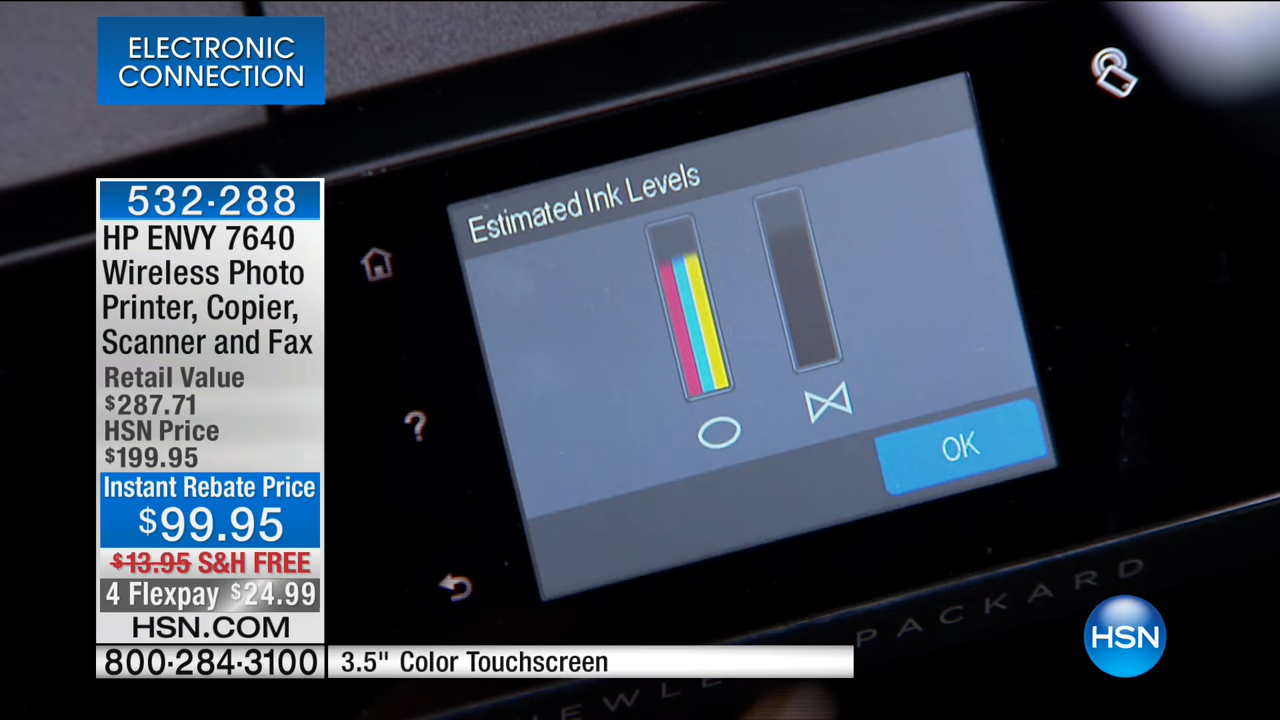 ELECTRONIC
CONNECTION
532·288
HP ENVY 7640
Wireless Photo
Printer, Copier,
Scanner and Fax
Retail Value
$287.71
HSN Price
$199.95
Instant Rebate Price
$99.95
$13.95 S&H FREE
4 Flexpay $24.99
HSN.COM
800·284·3100
3.5" Color Touchscreen
Estimated Ink Levels
OK
?
HEWLETT PACKARD
HSN